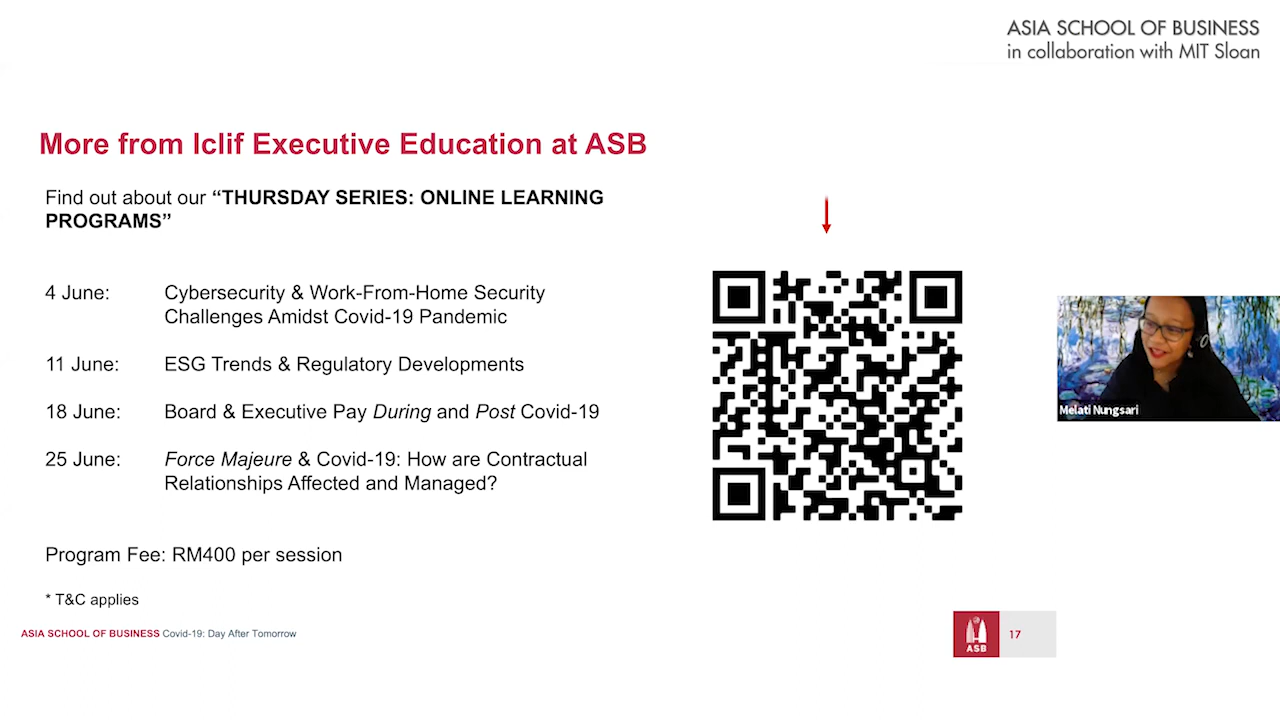 ASIA SCHOOL OF BUSINESS
in collaboration with MIT Sloan
More from Iclif Executive Education at ASB
Find out about our “THURSDAY SERIES: ONLINE LEARNING
PROGRAMS”
4 June: Cybersecurity & Work-From-Home Security
Challenges Amidst Covid-19 Pandemic
11 June: ESG Trends & Regulatory Developments
18 June: Board & Executive Pay During and Post Covid-19
25 June: Force Majeure & Covid-19: How are Contractual
Relationships Affected and Managed?
Program Fee: RM400 per session
* T&C applies
ASIA SCHOOL OF BUSINESS Covid-19: Day After Tomorrow
Melati Nungsari
ASB
17